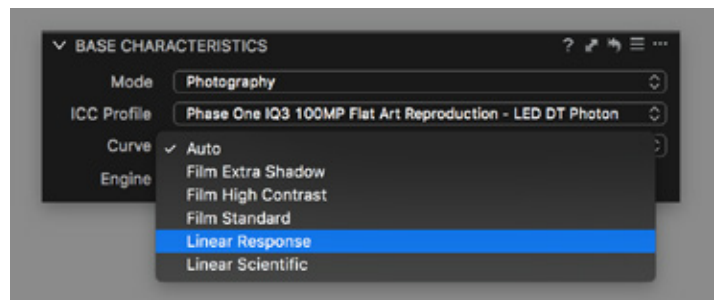 BASE CHARACTERISTICS ?
Mode Photography
ICC Profile Phase One IQ3 100MP Flat Art Reproduction - LED DT Photon
Curve ✓ Auto
Engine Film Extra Shadow
Film High Contrast
Film Standard
Linear Response
Linear Scientific